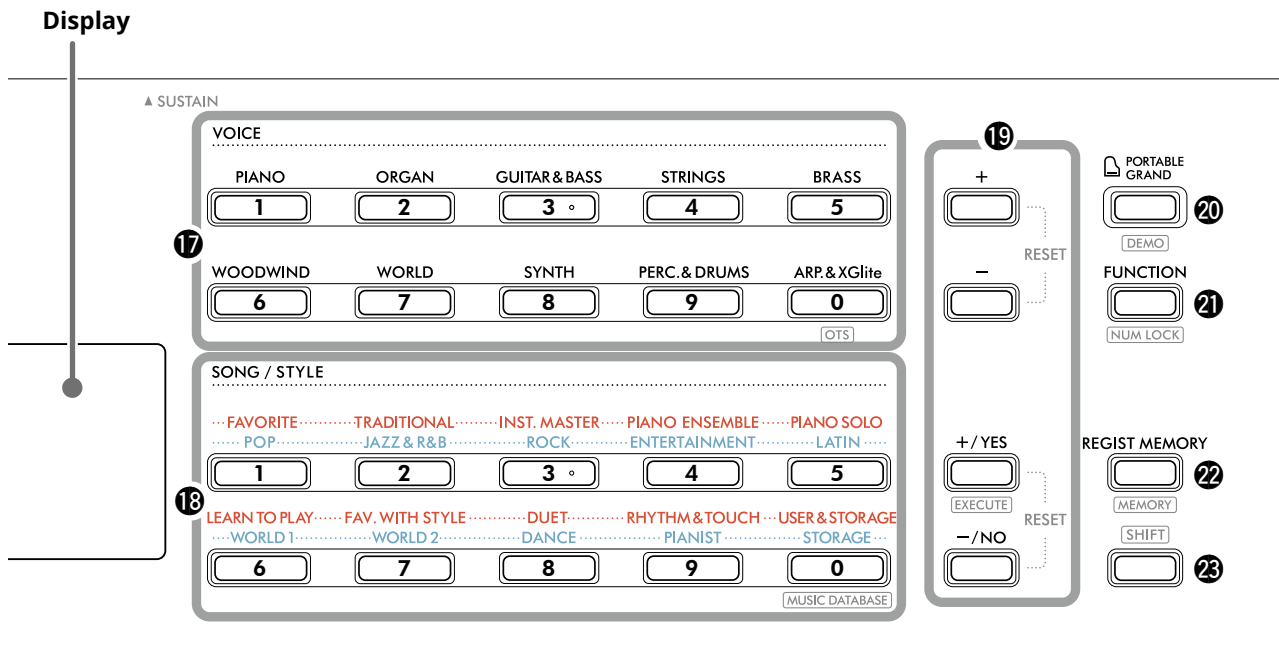 Display
▲ SUSTAIN
VOICE
PIANO ORGAN GUITAR & BASS STRINGS BRASS
1 2 3 4 5
⓱
WOODWIND WORLD SYNTH PERC.& DRUMS ARP. & XGlite
6 7 8 9 0
OTS
SONG / STYLE
FAVORITE TRADITIONAL INST. MASTER PIANO ENSEMBLE PIANO SOLO
POP JAZZ & R&B ROCK ENTERTAINMENT LATIN
1 2 3 4 5
⓲
LEARN TO PLAY FAV. WITH STYLE DUET RHYTHM & TOUCH USER & STORAGE
WORLD 1 WORLD 2 DANCE PIANIST STORAGE
6 7 8 9 0
MUSIC DATABASE
⓳
+
RESET
−
+/YES
EXECUTE
RESET
−/NO
PORTABLE
GRAND
⓴
DEMO
FUNCTION
㉑
NUM LOCK
REGIST MEMORY
㉒
MEMORY
SHIFT
㉓